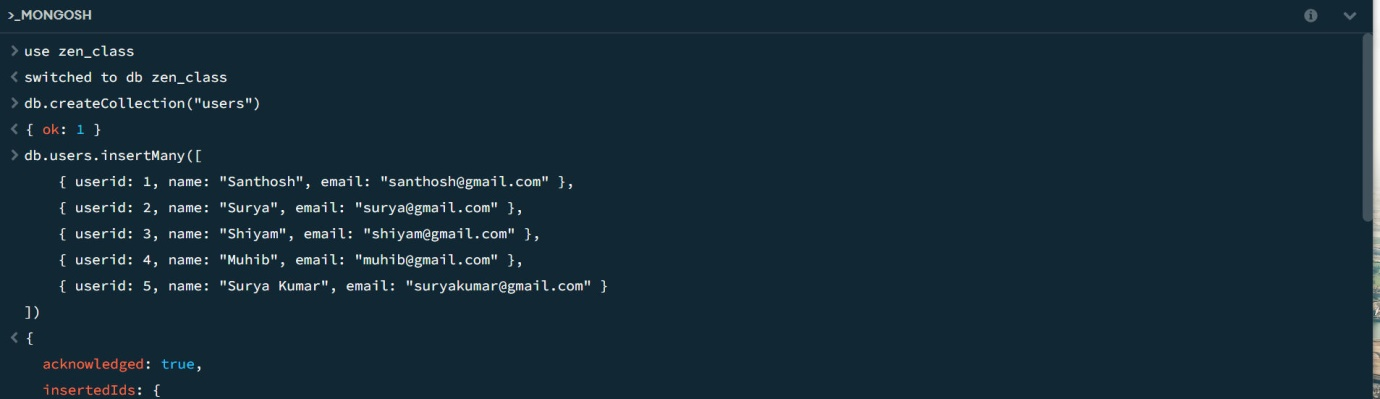 >_MONGOSH
> use zen_class
< switched to db zen_class
> db.createCollection("users")
< { ok: 1 }
> db.users.insertMany([
{ userid: 1, name: "Santhosh", email: "santhosh@gmail.com" },
{ userid: 2, name: "Surya", email: "surya@gmail.com" },
{ userid: 3, name: "Shiyam", email: "shiyam@gmail.com" },
{ userid: 4, name: "Muhib", email: "muhib@gmail.com" },
{ userid: 5, name: "Surya Kumar", email: "suryakumar@gmail.com" }
])
< {
acknowledged: true,
insertedIds: {